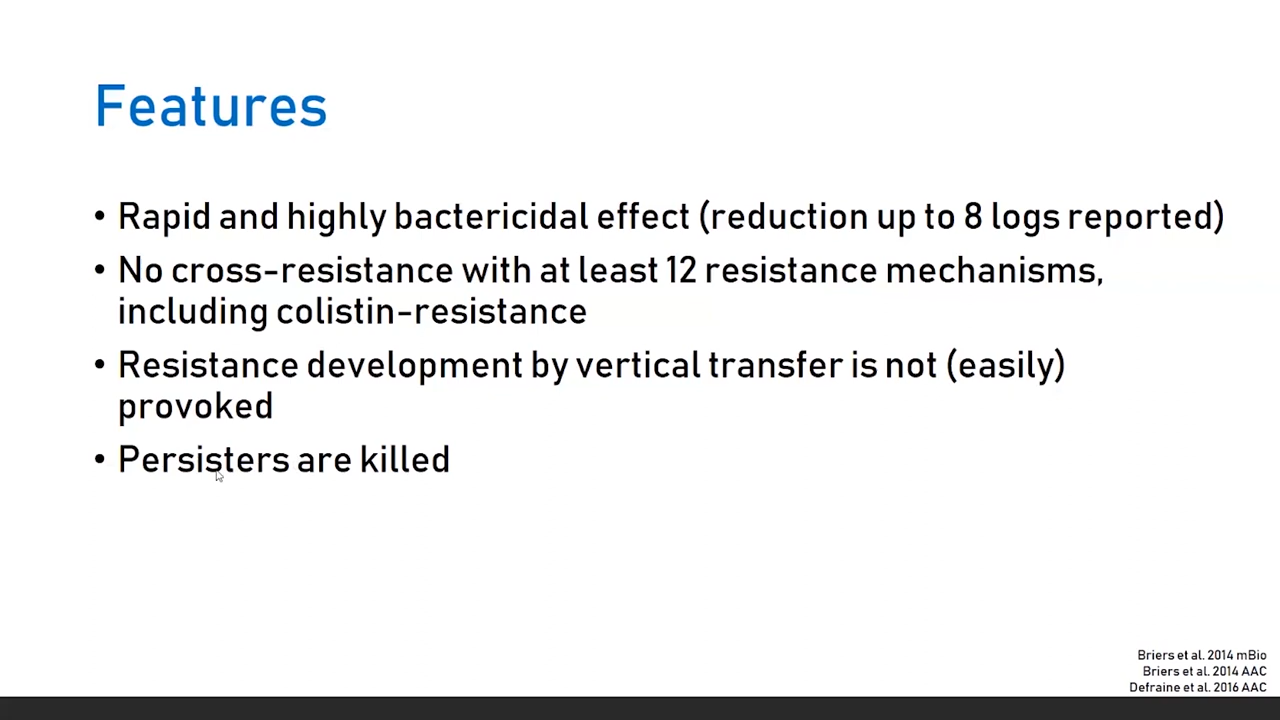 Features
• Rapid and highly bactericidal effect (reduction up to 8 logs reported)
• No cross-resistance with at least 12 resistance mechanisms,
including colistin-resistance
• Resistance development by vertical transfer is not (easily)
provoked
• Persisters are killed
Briers et al. 2014 mBio
Briers et al. 2014 AAC
Defraine et al. 2016 AAC